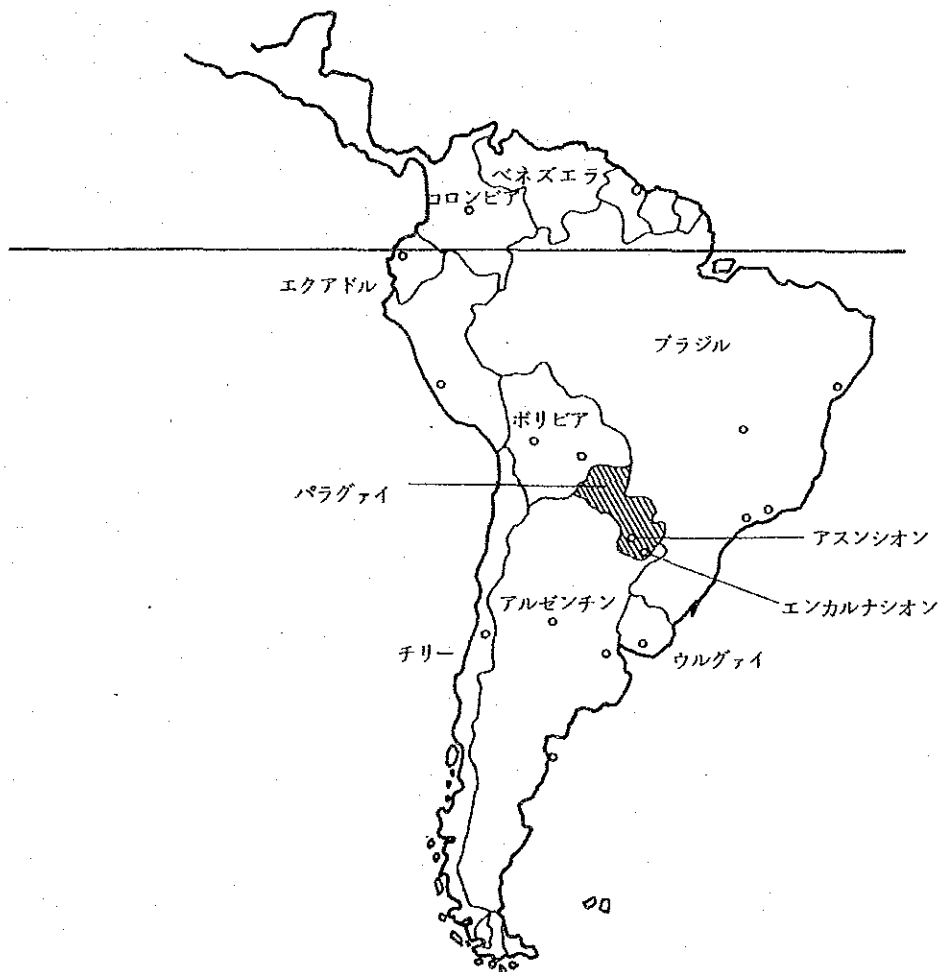 ベネズエラ
コロンビア
エクアドル
ブラジル
ボリビア
パラグァイ
アスンシオン
エンカルナシオン
アルゼンチン
チリー
ウルグァイ